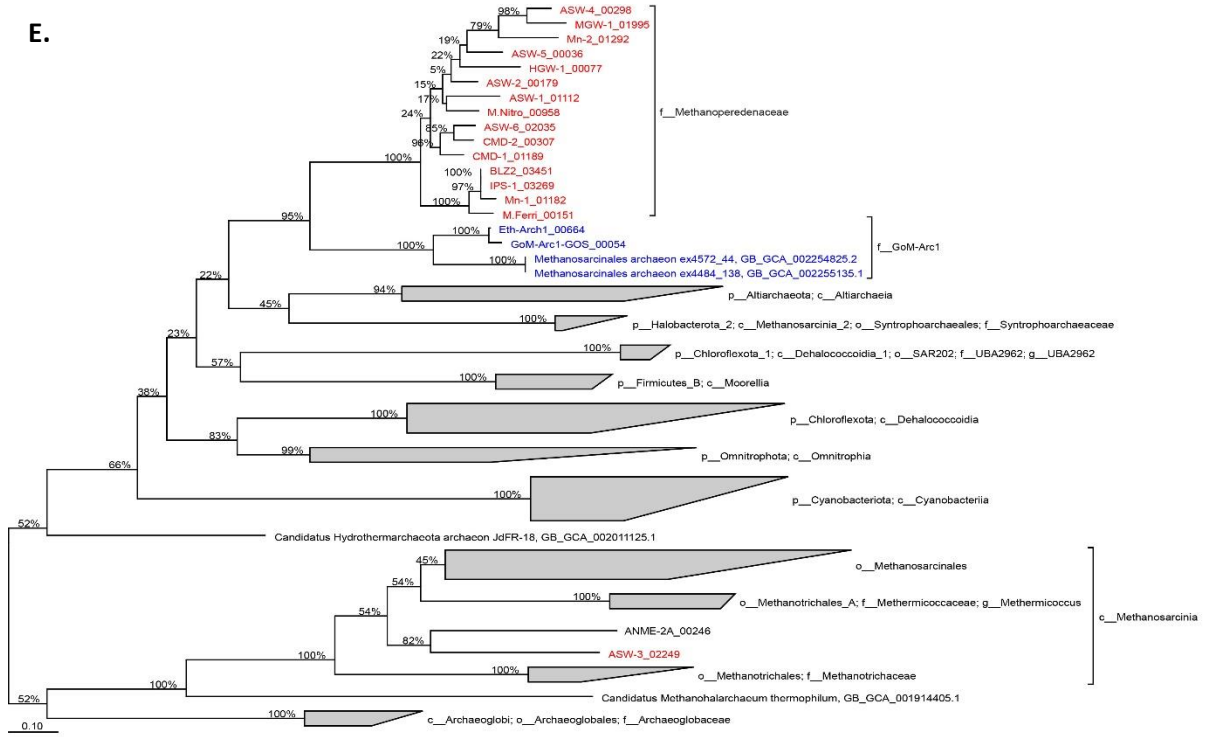 E.
98%
ASW-4_00298
79%
MGW-1_01995
19%
Mn-2_01292
22%
ASW-5_00036
5%
HGW-1_00077
15%
ASW-2_00179
17%
ASW-1_01112
24%
M.Nitro_00958
f__Methanoperedenaceae
85%
ASW-6_02035
96%
CMD-2_00307
CMD-1_01189
100%
100%
BLZ2_03451
97%
IPS-1_03269
100%
Mn-1_01182
M.Ferri_00151
95%
100%
Eth-Arch1_00664
100%
GoM-Arc1-GOS_00054
f__GoM-Arc1
100%
Methanosarcinales archaeon ex4572_44, GB_GCA_002254825.2
Methanosarcinales archaeon ex4484_138, GB_GCA_002255135.1
22%
94%
p__Altiarchaeota; c__Altiarchaeia
45%
100%
p__Halobacterota_2; c__Methanosarcinia_2; o__Syntrophoarchaeales; f__Syntrophoarchaeaceae
23%
100%
p__Chloroflexota_1; c__Dehalococcoidia_1; o__SAR202; f__UBA2962; g__UBA2962
57%
100%
p__Firmicutes_B; c__Moorellia
38%
100%
p__Chloroflexota; c__Dehalococcoidia
83%
99%
p__Omnitrophota; c__Omnitrophia
66%
100%
p__Cyanobacteriota; c__Cyanobacteriia
52%
Candidatus Hydrothermarchaeota archaeon JdFR-18, GB_GCA_002011125.1
45%
o__Methanosarcinales
54%
100%
o__Methanotrichales_A; f__Methermicoccaceae; g__Methermicoccus
54%
c__Methanosarcinia
ANME-2A_00246
82%
ASW-3_02249
100%
100%
o__Methanotrichales; f__Methanotrichaceae
100%
Candidatus Methanohalarchaeum thermophilum, GB_GCA_001914405.1
52%
100%
c__Archaeoglobi; o__Archaeoglobales; f__Archaeoglobaceae
0.10